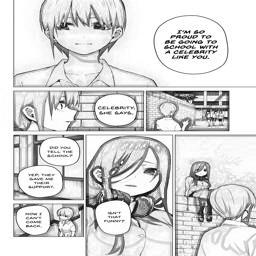 I'M SO
PROUD TO
BE GOING TO
SCHOOL WITH
A CELEBRITY
LIKE YOU.
CELEBRITY,
SHE SAYS.
DID YOU
TELL THE
SCHOOL?
YEP, THEY
GAVE ME
THEIR
SUPPORT.
NOW I
CAN'T
COME
BACK.
ISN'T
THAT
FUNNY?